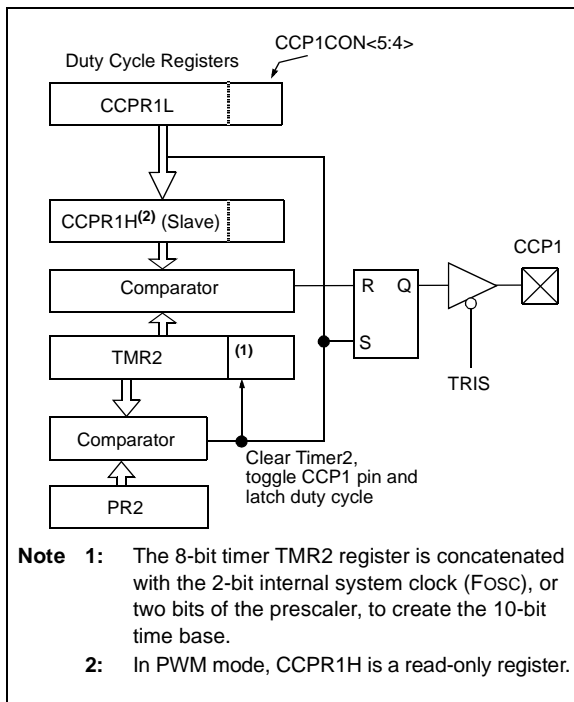 CCP1CON<5:4>
Duty Cycle Registers
CCPR1L
CCPR1H(2) (Slave)
CCP1
Comparator
R Q
TMR2 (1)
S
TRIS
Comparator
Clear Timer2,
toggle CCP1 pin and
latch duty cycle
PR2
Note 1: The 8-bit timer TMR2 register is concatenated
with the 2-bit internal system clock (FOSC), or
two bits of the prescaler, to create the 10-bit
time base.
2: In PWM mode, CCPR1H is a read-only register.